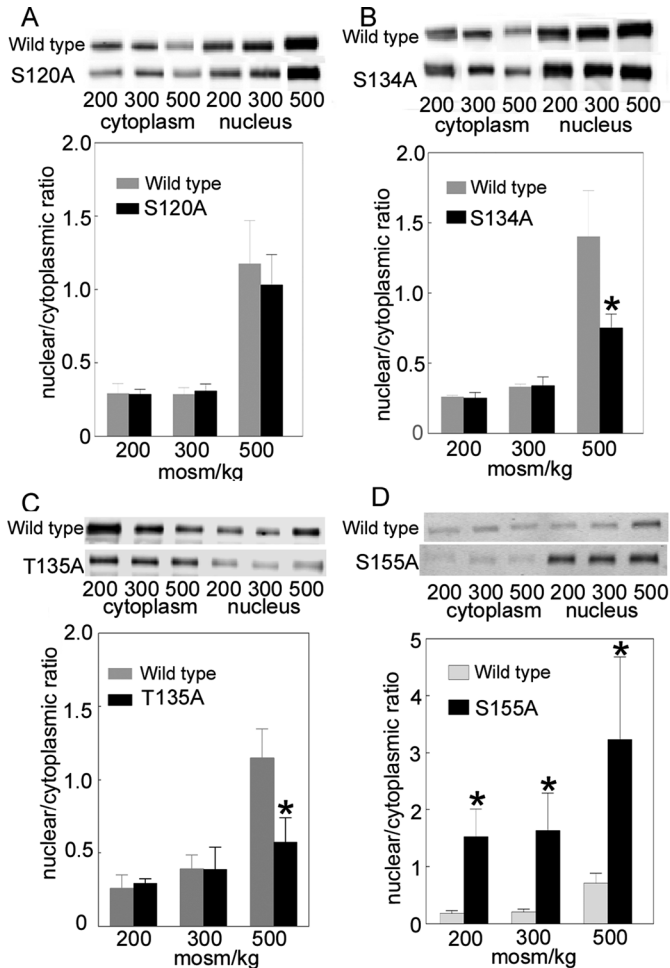 A
Wild type
S120A
200 300 500 200 300 500
cytoplasm nucleus
2.0
1.5
1.0
0.5
0
nuclear/cytoplasmic ratio
Wild type
S120A
200 300 500
mosm/kg
B
Wild type
S134A
200 300 500 200 300 500
cytoplasm nucleus
2.0
1.5
1.0
0.5
0
nuclear/cytoplasmic ratio
Wild type
S134A
*
200 300 500
mosm/kg
C
Wild type
T135A
200 300 500 200 300 500
cytoplasm nucleus
2.0
1.5
1.0
0.5
0
nuclear/cytoplasmic ratio
Wild type
T135A
*
200 300 500
mosm/kg
D
Wild type
S155A
200 300 500 200 300 500
cytoplasm nucleus
5
4
3
2
1
0
nuclear/cytoplasmic ratio
Wild type
S155A
* * *
200 300 500
mosm/kg